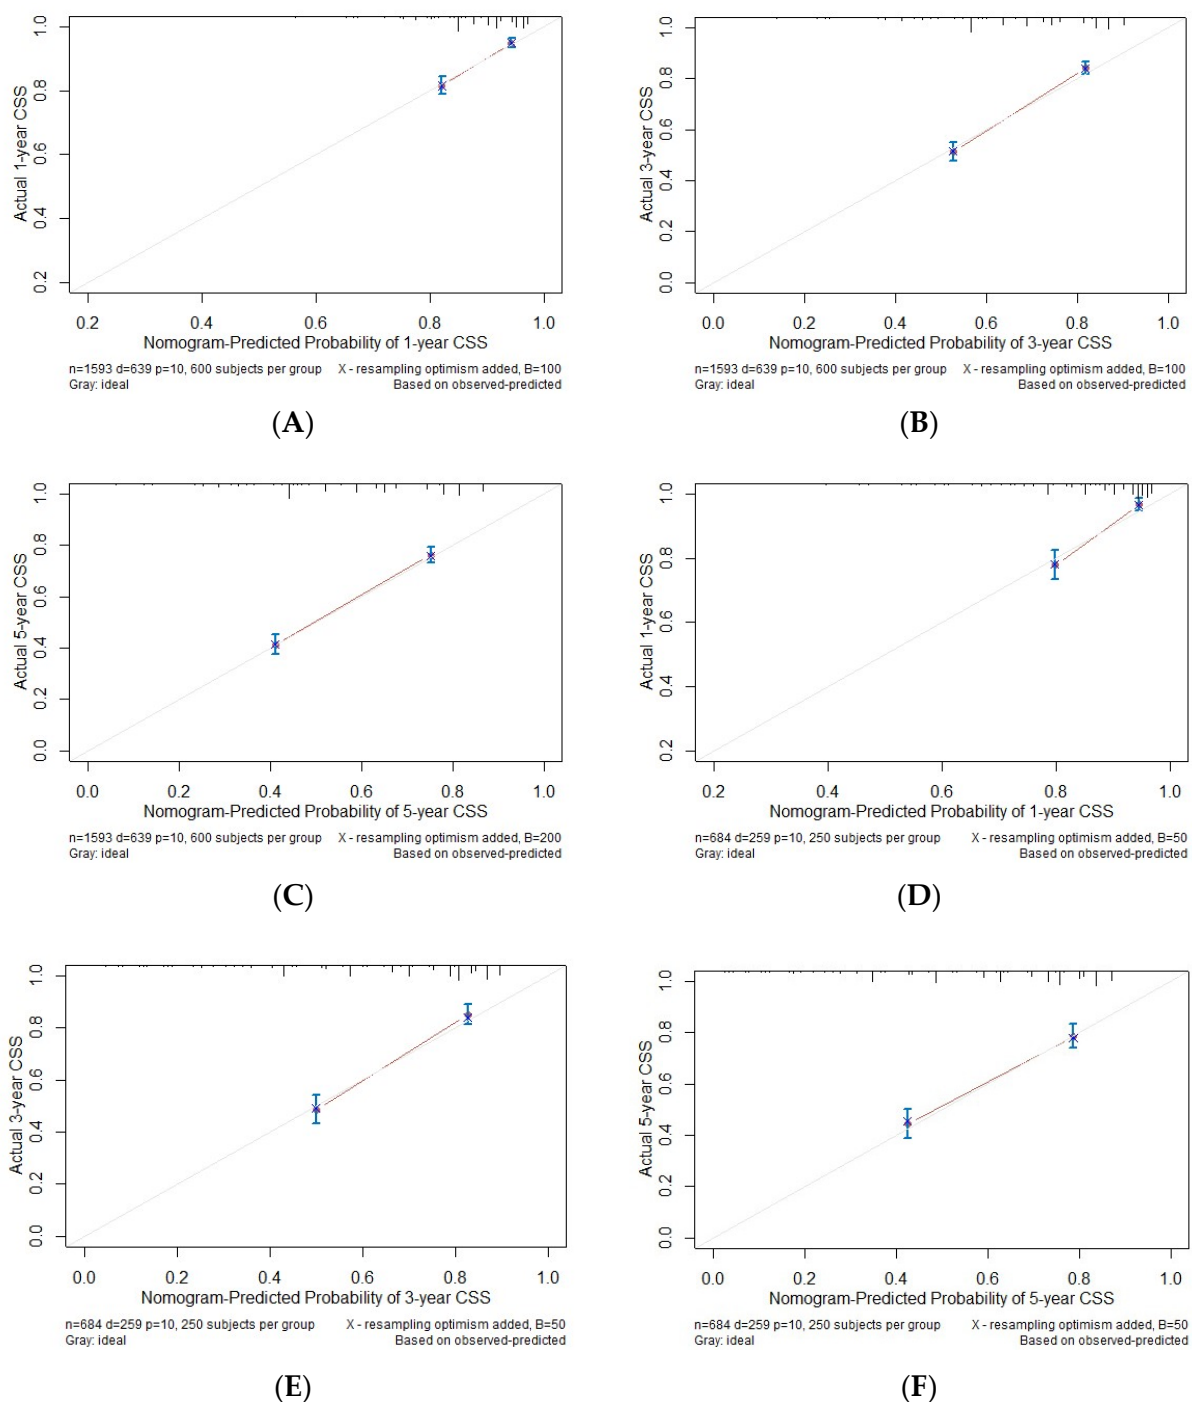 1.0
0.8
0.6
0.4
0.2
Actual 1-year CSS
0.2 0.4 0.6 0.8 1.0
Nomogram-Predicted Probability of 1-year CSS
n=1593 d=639 p=10, 600 subjects per group X - resampling optimism added, B=100
Gray: ideal Based on observed-predicted
(A)
1.0
0.8
0.6
0.4
0.2
0.0
Actual 3-year CSS
0.0 0.2 0.4 0.6 0.8 1.0
Nomogram-Predicted Probability of 3-year CSS
n=1593 d=639 p=10, 600 subjects per group X - resampling optimism added, B=100
Gray: ideal Based on observed-predicted
(B)
1.0
0.8
0.6
0.4
0.2
0.0
Actual 5-year CSS
0.0 0.2 0.4 0.6 0.8 1.0
Nomogram-Predicted Probability of 5-year CSS
n=1593 d=639 p=10, 600 subjects per group X - resampling optimism added, B=200
Gray: ideal Based on observed-predicted
(C)
1.0
0.8
0.6
0.4
0.2
Actual 1-year CSS
0.2 0.4 0.6 0.8 1.0
Nomogram-Predicted Probability of 1-year CSS
n=684 d=259 p=10, 250 subjects per group X - resampling optimism added, B=50
Gray: ideal Based on observed-predicted
(D)
1.0
0.8
0.6
0.4
0.2
0.0
Actual 3-year CSS
0.0 0.2 0.4 0.6 0.8 1.0
Nomogram-Predicted Probability of 3-year CSS
n=684 d=259 p=10, 250 subjects per group X - resampling optimism added, B=50
Gray: ideal Based on observed-predicted
(E)
1.0
0.8
0.6
0.4
0.2
0.0
Actual 5-year CSS
0.0 0.2 0.4 0.6 0.8 1.0
Nomogram-Predicted Probability of 5-year CSS
n=684 d=259 p=10, 250 subjects per group X - resampling optimism added, B=50
Gray: ideal Based on observed-predicted
(F)